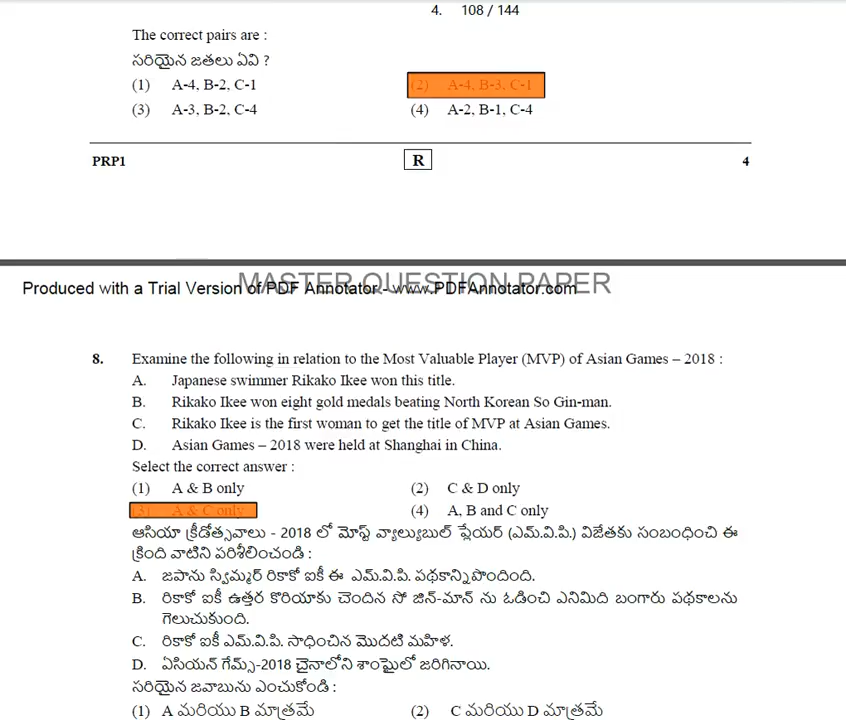 4. 108 / 144
The correct pairs are :
సరియైన జతలు ఏవి ?
(1) A-4, B-2, C-1 (2) A-4, B-3, C-1
(3) A-3, B-2, C-4 (4) A-2, B-1, C-4
PRP1 R 4
MASTER QUESTION PAPER
Produced with a Trial Version of PDF Annotator - www.PDFAnnotator.com
8. Examine the following in relation to the Most Valuable Player (MVP) of Asian Games – 2018 :
A. Japanese swimmer Rikako Ikee won this title.
B. Rikako Ikee won eight gold medals beating North Korean So Gin-man.
C. Rikako Ikee is the first woman to get the title of MVP at Asian Games.
D. Asian Games – 2018 were held at Shanghai in China.
Select the correct answer :
(1) A & B only (2) C & D only
(3) A & C only (4) A, B and C only
ఆసియా క్రీడోత్సవాలు - 2018 లో మోస్ట్ వ్యాల్యుబుల్ ప్లేయర్ (ఎమ్.వి.పి.) విజేతకు సంబంధించి ఈ
క్రింది వాటిని పరిశీలించండి :
A. జపాను స్విమ్మర్ రికాకో ఐకీ ఈ ఎమ్.వి.పి. పథకాన్ని పొందింది.
B. రికాకో ఐకీ ఉత్తర కొరియాకు చెందిన సో జిన్-మాన్ ను ఓడించి ఎనిమిది బంగారు పథకాలను
గెలుచుకుంది.
C. రికాకో ఐకీ ఎమ్.వి.పి. సాధించిన మొదటి మహిళ.
D. ఏసియన్ గేమ్స్-2018 చైనాలోని శాంఘైలో జరిగినాయి.
సరియైన జవాబును ఎంచుకోండి :
(1) A మరియు B మాత్రమే (2) C మరియు D మాత్రమే